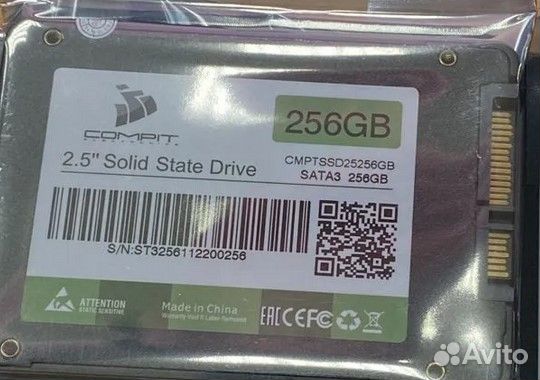 COMPIT
256GB
2.5" Solid State Drive
CMPTSSD25256GB
SATA3 256GB
S/N:ST3256112200256
ATTENTION
STATIC SENSITIVE
Made in China
Warranty Void If Label Removed
EAC CE FC
Avito